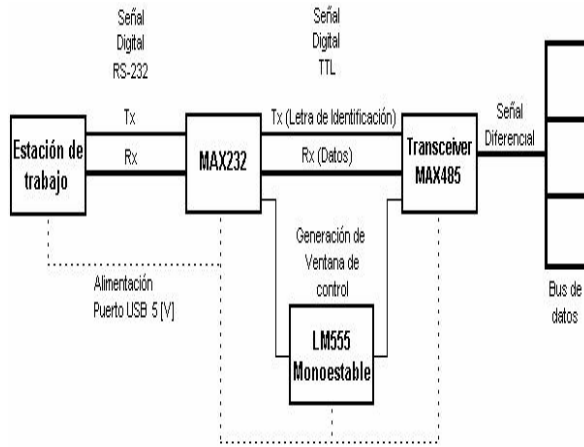 Señal
Digital
RS-232
Señal
Digital
TTL
Tx
Rx
Tx (Letra de Identificación)
Rx (Datos)
Señal
Diferencial
Estación de
trabajo
MAX232
Transceiver
MAX485
Generación de
Ventana de
control
Alimentación
Puerto USB 5 [V]
LM555
Monoestable
Bus de
datos